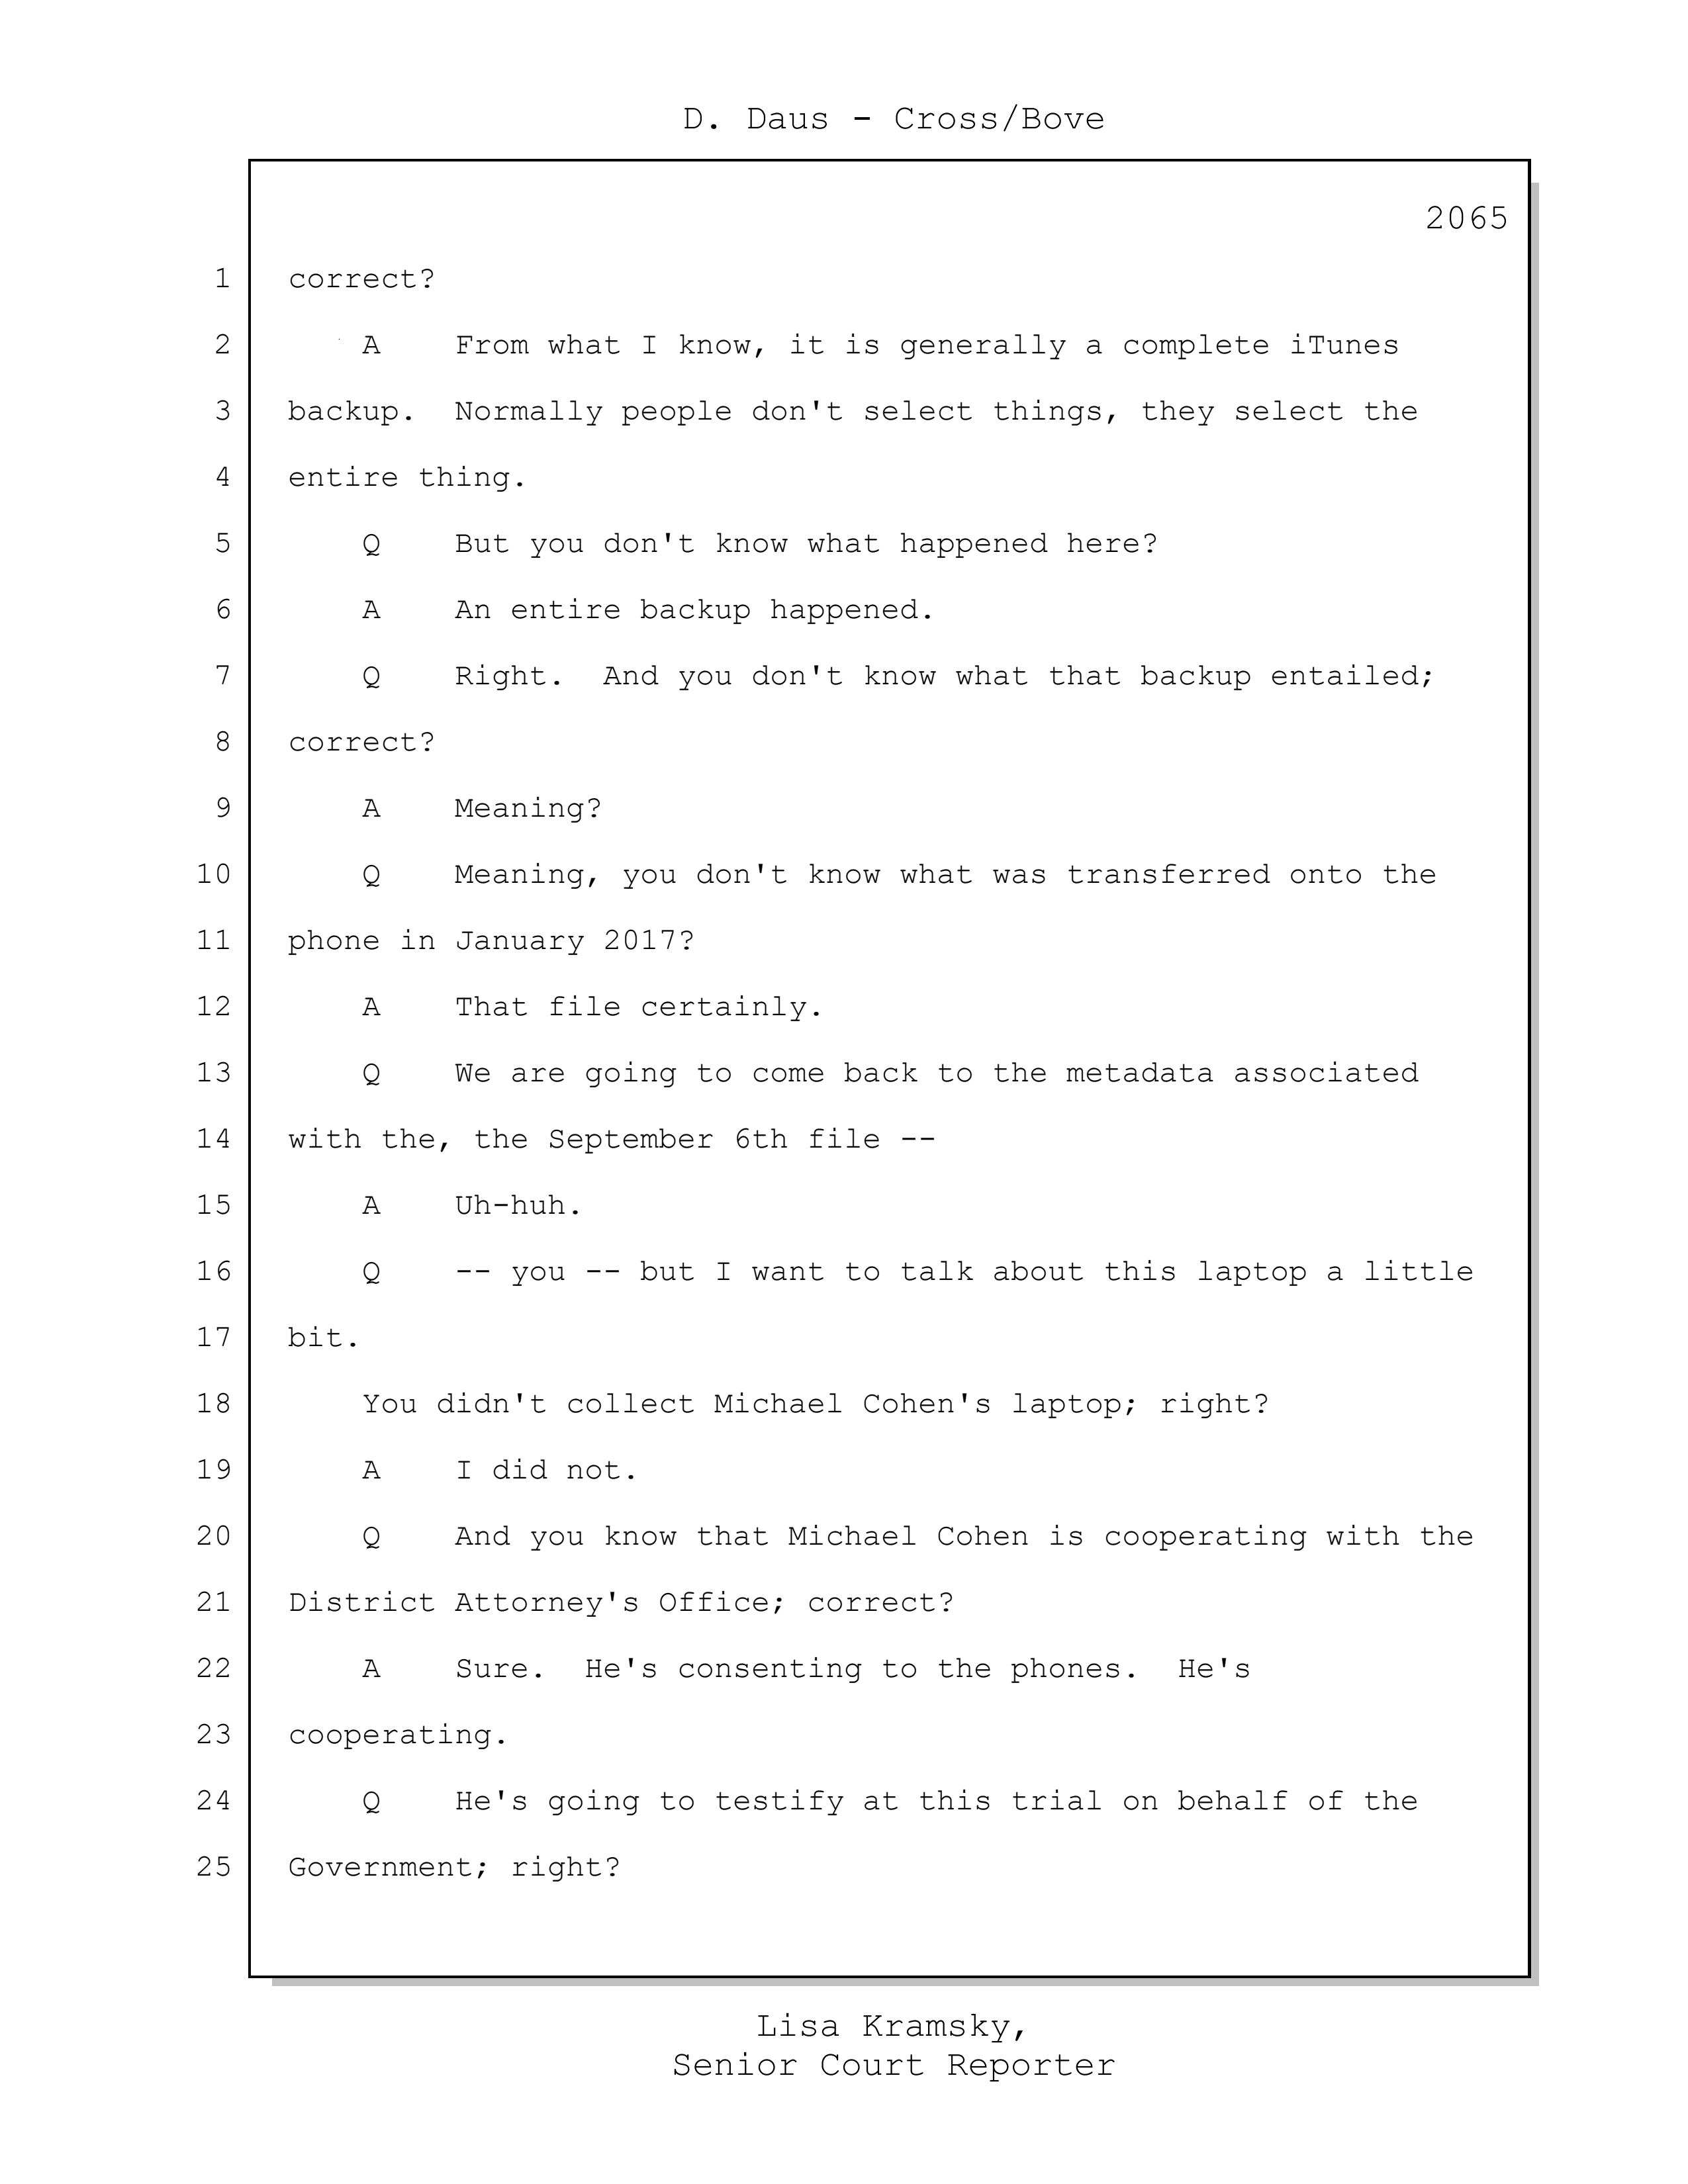 D. Daus - Cross/Bove
2065
1 correct?
2 A From what I know, it is generally a complete iTunes
3 backup. Normally people don't select things, they select the
4 entire thing.
5 Q But you don't know what happened here?
6 A An entire backup happened.
7 Q Right. And you don't know what that backup entailed;
8 correct?
9 A Meaning?
10 Q Meaning, you don't know what was transferred onto the
11 phone in January 2017?
12 A That file certainly.
13 Q We are going to come back to the metadata associated
14 with the, the September 6th file --
15 A Uh-huh.
16 Q -- you -- but I want to talk about this laptop a little
17 bit.
18 You didn't collect Michael Cohen's laptop; right?
19 A I did not.
20 Q And you know that Michael Cohen is cooperating with the
21 District Attorney's Office; correct?
22 A Sure. He's consenting to the phones. He's
23 cooperating.
24 Q He's going to testify at this trial on behalf of the
25 Government; right?
Lisa Kramsky,
Senior Court Reporter